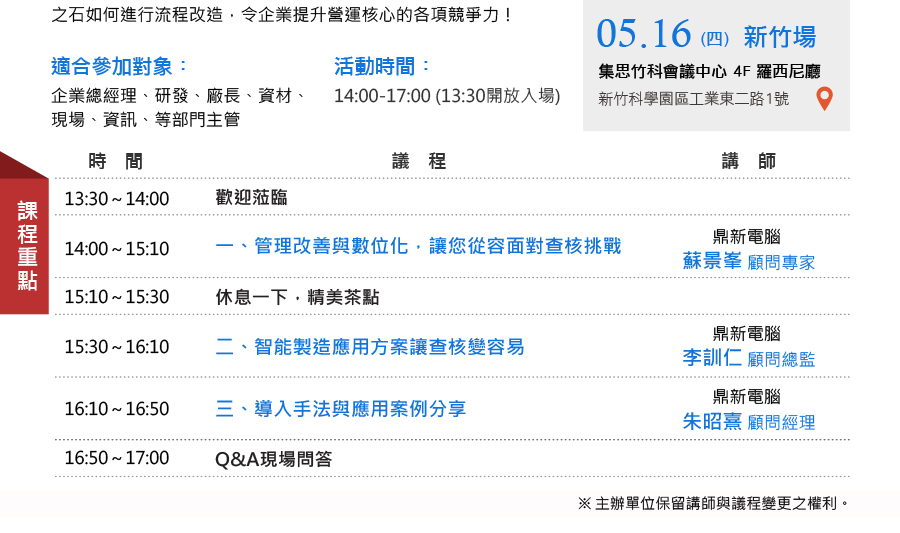 之石如何進行流程改造，令企業提升營運核心的各項競爭力！
05.16 (四) 新竹場
集思竹科會議中心 4F 羅西尼廳
新竹科學園區工業東二路1號
適合參加對象：
企業總經理、研發、廠長、資材、
現場、資訊、等部門主管
活動時間：
14:00-17:00 (13:30開放入場)
課程重點
時 間 議 程 講 師
13:30 ~ 14:00 歡迎蒞臨
14:00 ~ 15:10 一、管理改善與數位化，讓您從容面對查核挑戰 鼎新電腦
蘇景峯 顧問專家
15:10 ~ 15:30 休息一下，精美茶點
15:30 ~ 16:10 二、智能製造應用方案讓查核變容易 鼎新電腦
李訓仁 顧問總監
16:10 ~ 16:50 三、導入手法與應用案例分享 鼎新電腦
朱昭熹 顧問經理
16:50 ~ 17:00 Q&A現場問答
※ 主辦單位保留講師與議程變更之權利。